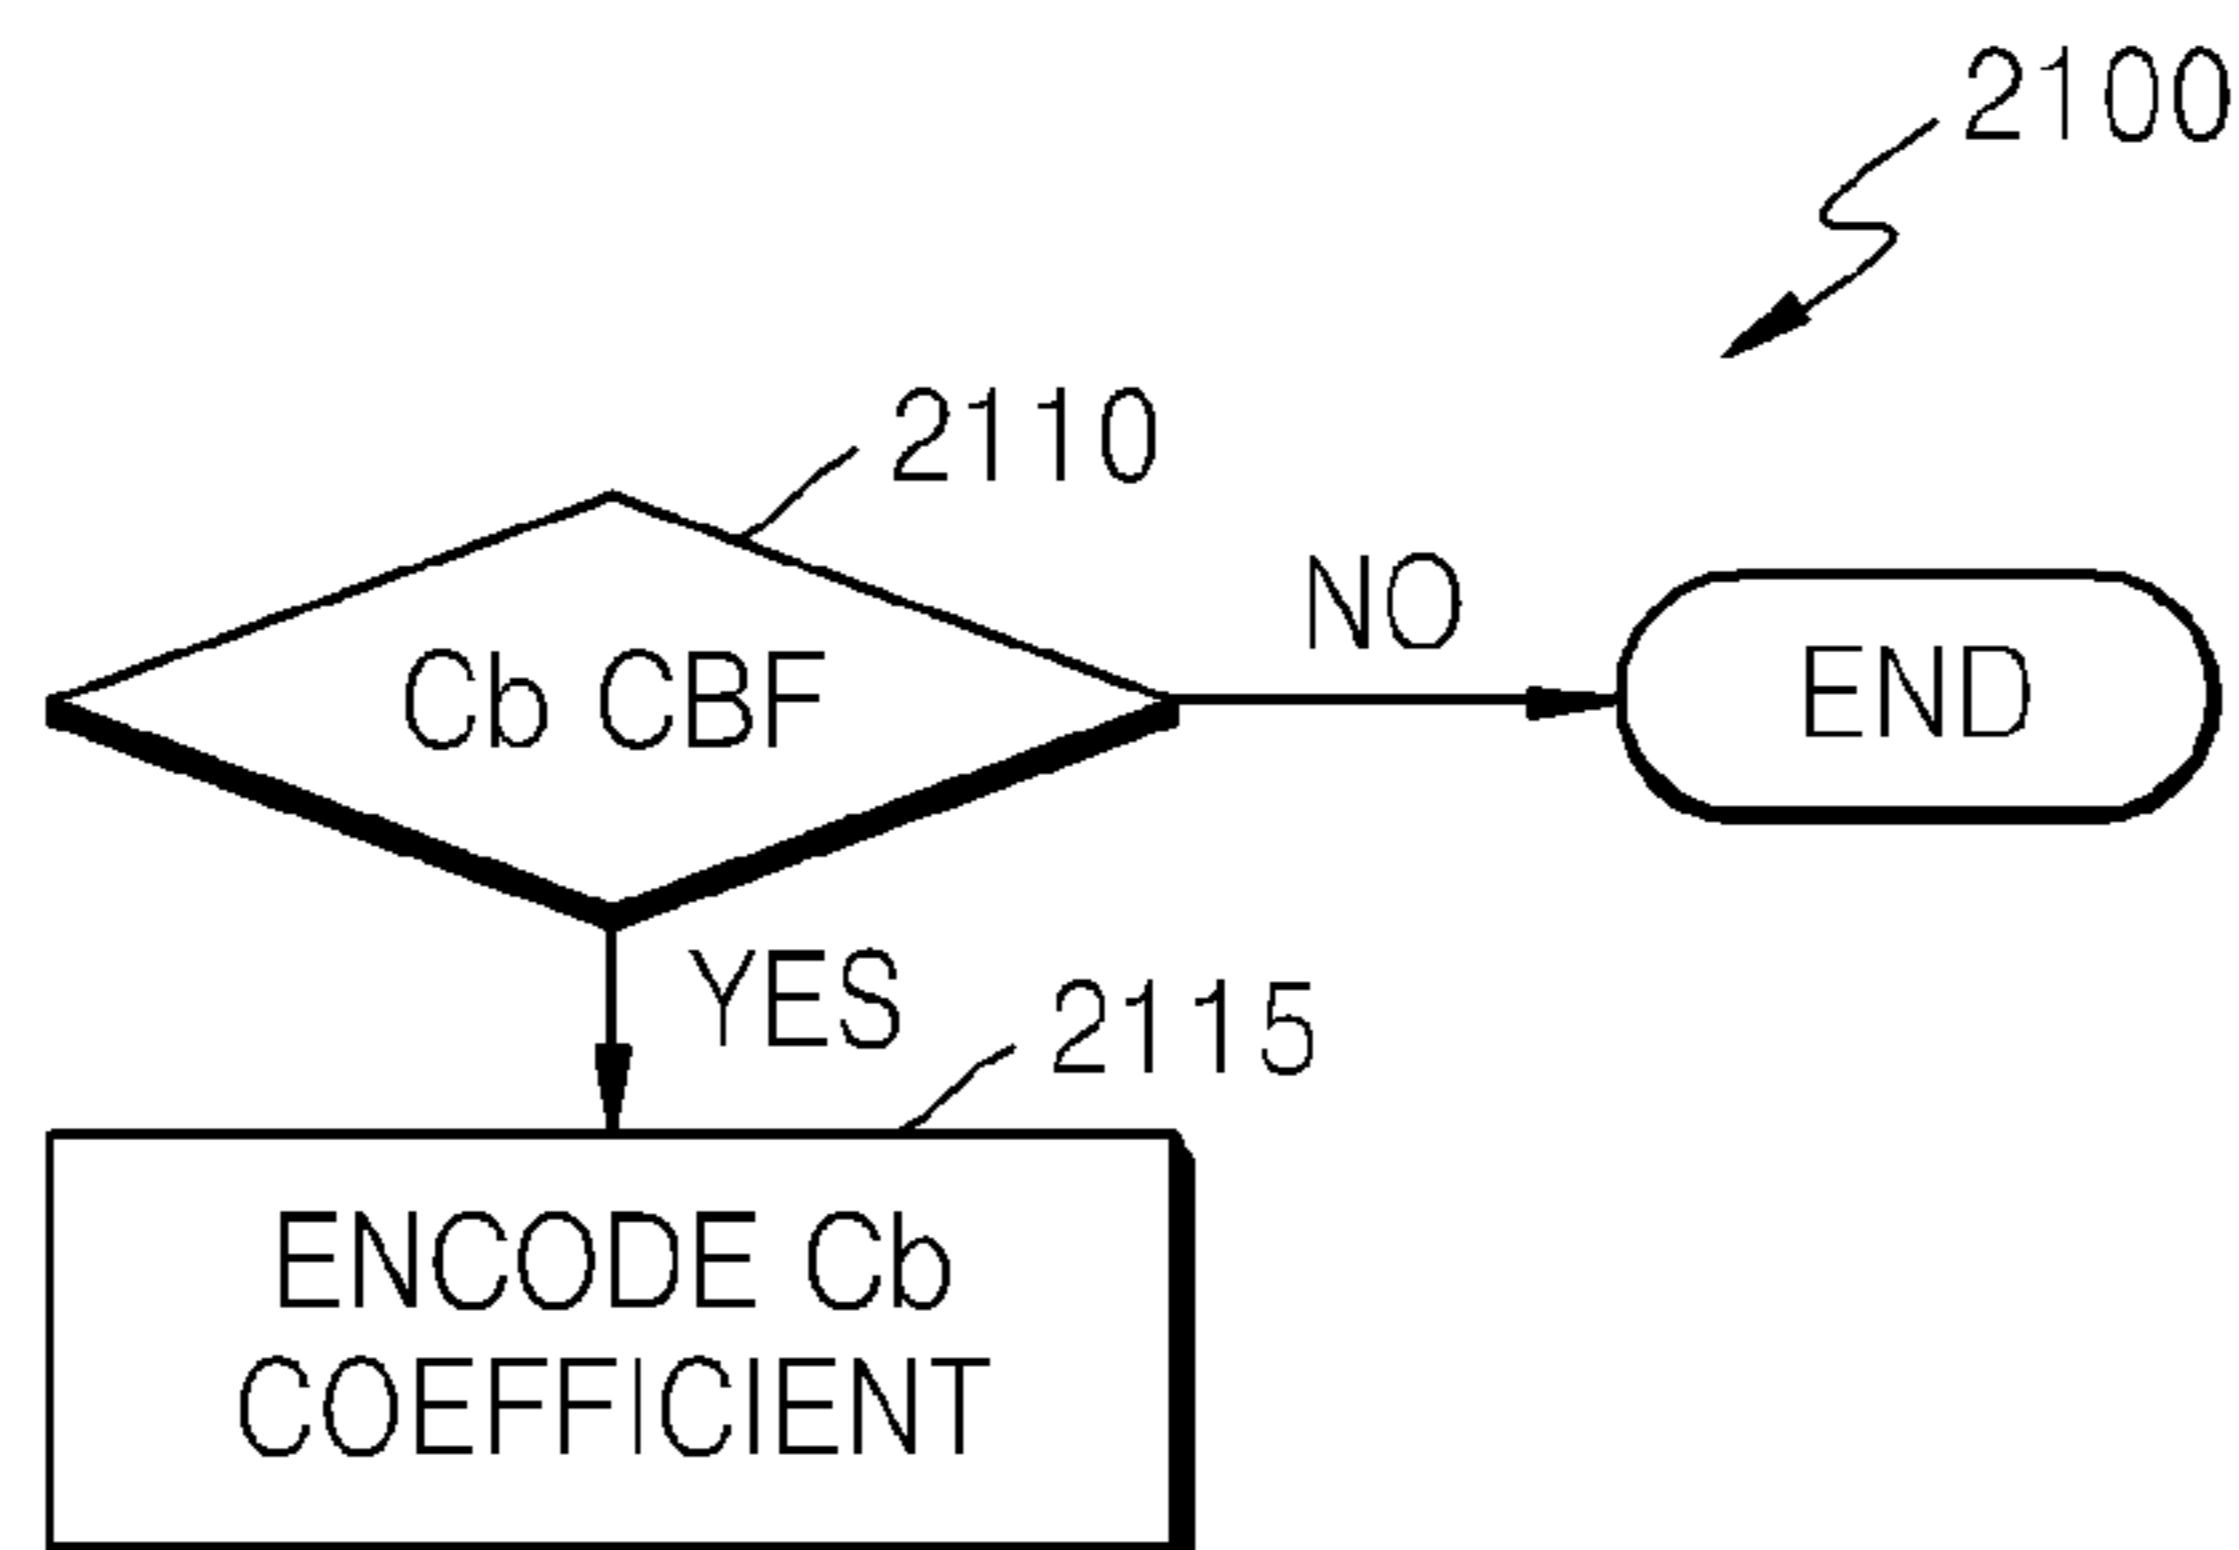 2100
2110
NO
Cb CBF
END
YES
2115
ENCODE Cb
COEFFICIENT